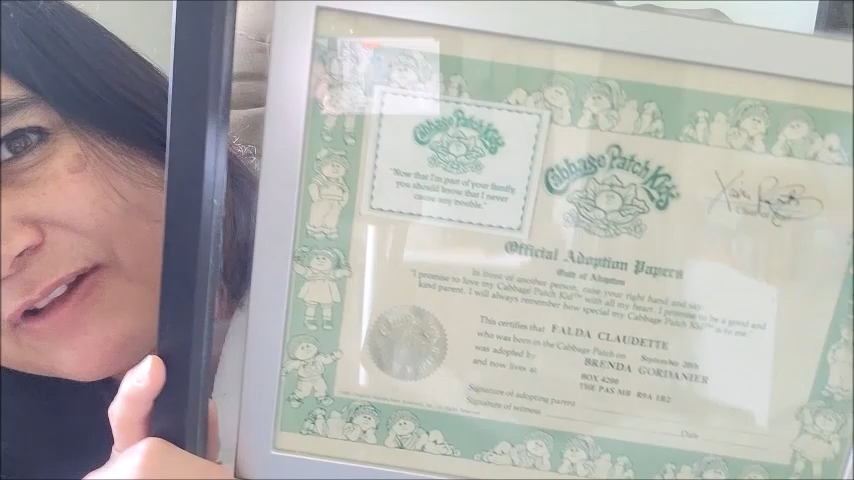 Cabbage Patch Kids
"Now that I'm part of your family,
you should know that I never
cause any trouble."
Cabbage Patch Kids
Official Adoption Papers
Oath of Adoption
In front of another person, raise your right hand and say:
"I promise to love my Cabbage Patch Kid™ with all my heart. I promise to be a good and
kind parent. I will always remember how special my Cabbage Patch Kid™ is to me."
This certifies that FALDA CLAUDETTE
who was born in the Cabbage Patch on September 28th
was adopted by BRENDA GORDANIER
and now lives at BOX 4200
THE PAS MB R9A 1R2
Signature of adopting parent
Signature of witness Date